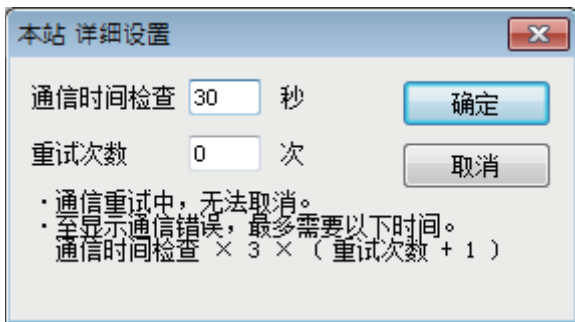 本站 详细设置
通信时间检查 30 秒
确定
重试次数 0 次
取消
・通信重试中，无法取消。
・至显示通信错误，最多需要以下时间。
通信时间检查 × 3 × ( 重试次数 + 1 )